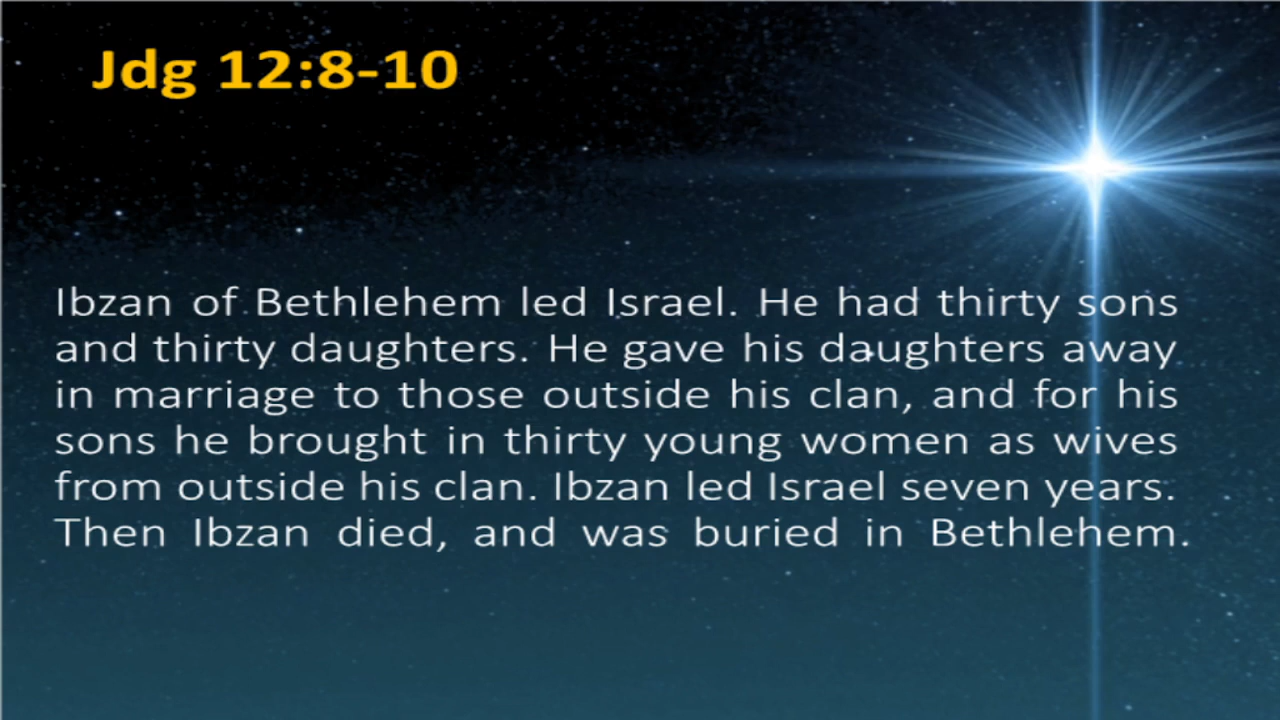 Jdg 12:8-10
Ibzan of Bethlehem led Israel. He had thirty sons
and thirty daughters. He gave his daughters away
in marriage to those outside his clan, and for his
sons he brought in thirty young women as wives
from outside his clan. Ibzan led Israel seven years.
Then Ibzan died, and was buried in Bethlehem.